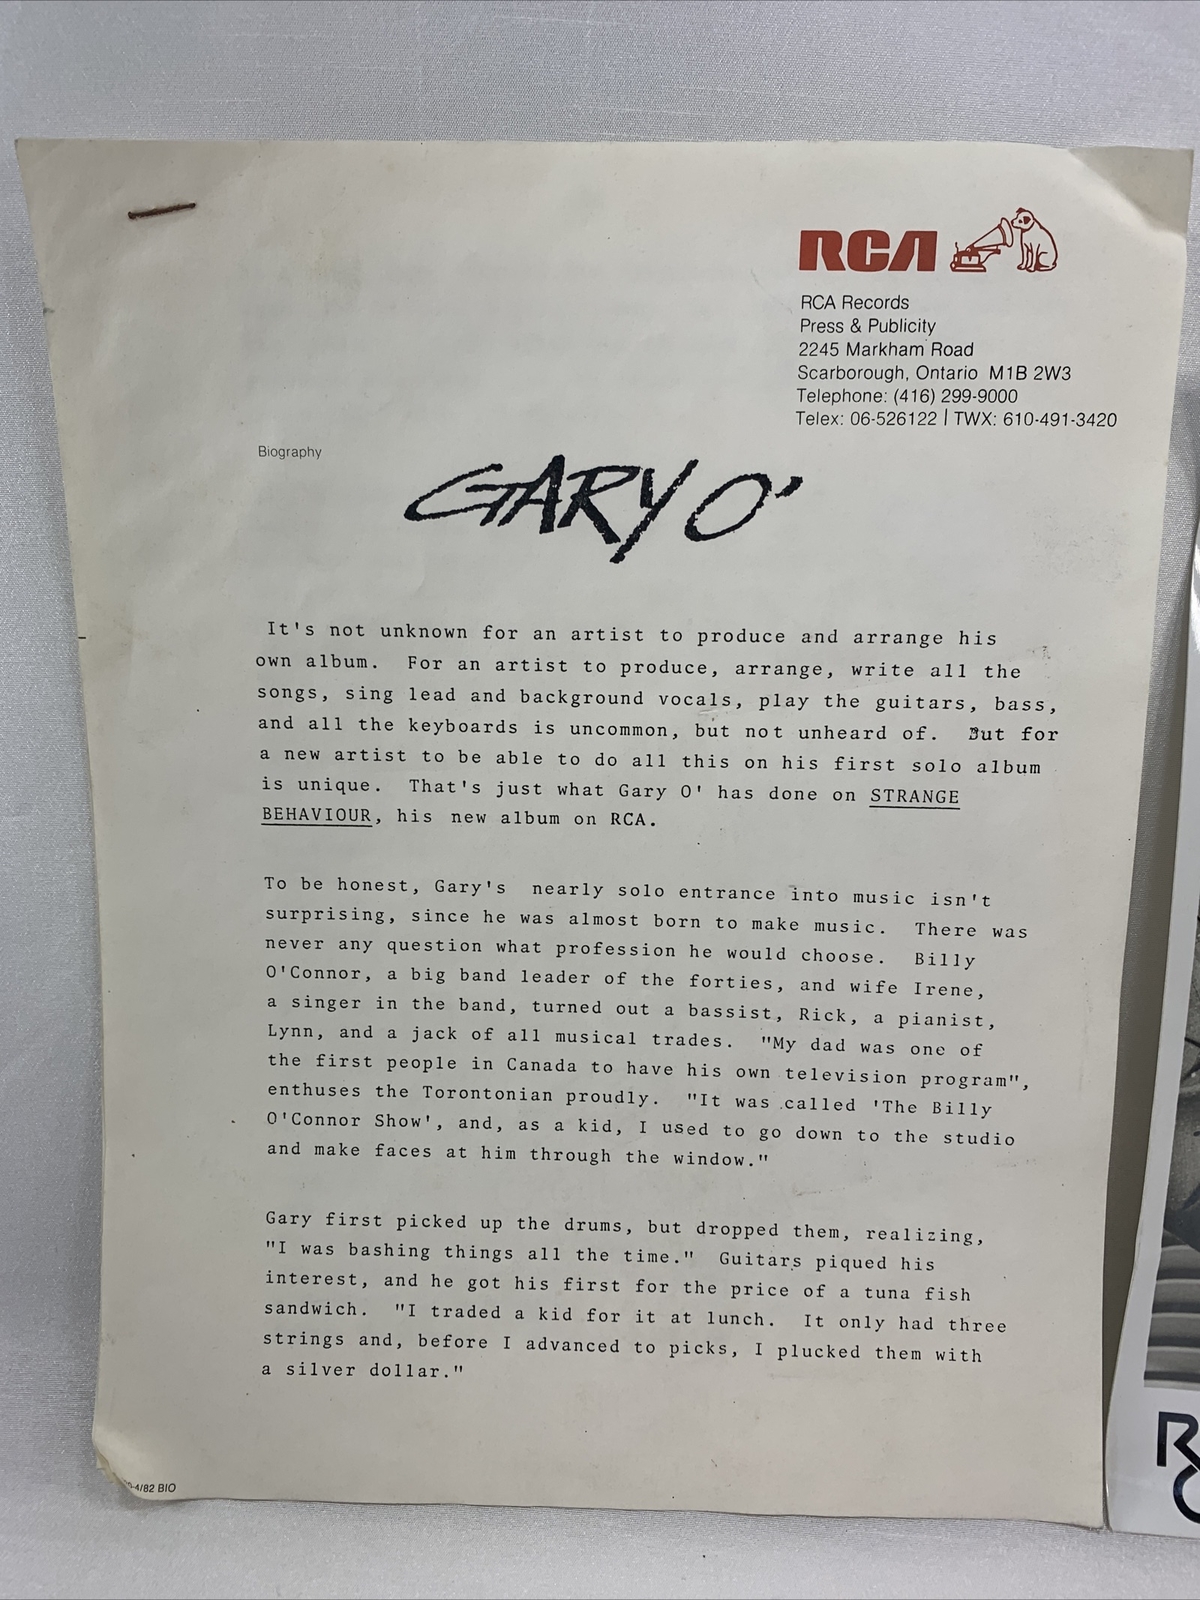 RCA
RCA Records
Press & Publicity
2245 Markham Road
Scarborough, Ontario  M1B 2W3
Telephone: (416) 299-9000
Telex: 06-526122 | TWX: 610-491-3420
Biography
GARY O'
It's not unknown for an artist to produce and arrange his
own album.  For an artist to produce, arrange, write all the
songs, sing lead and background vocals, play the guitars, bass,
and all the keyboards is uncommon, but not unheard of.  But for
a new artist to be able to do all this on his first solo album
is unique.  That's just what Gary O' has done on STRANGE
BEHAVIOUR, his new album on RCA.
To be honest, Gary's  nearly solo entrance into music isn't
surprising, since he was almost born to make music.  There was
never any question what profession he would choose.  Billy
O'Connor, a big band leader of the forties, and wife Irene,
a singer in the band, turned out a bassist, Rick, a pianist,
Lynn, and a jack of all musical trades.  "My dad was one of
the first people in Canada to have his own television program",
enthuses the Torontonian proudly.  "It was called 'The Billy
O'Connor Show', and, as a kid, I used to go down to the studio
and make faces at him through the window."
Gary first picked up the drums, but dropped them, realizing,
"I was bashing things all the time."  Guitars piqued his
interest, and he got his first for the price of a tuna fish
sandwich.  "I traded a kid for it at lunch.  It only had three
strings and, before I advanced to picks, I plucked them with
a silver dollar."
4/82 BIO